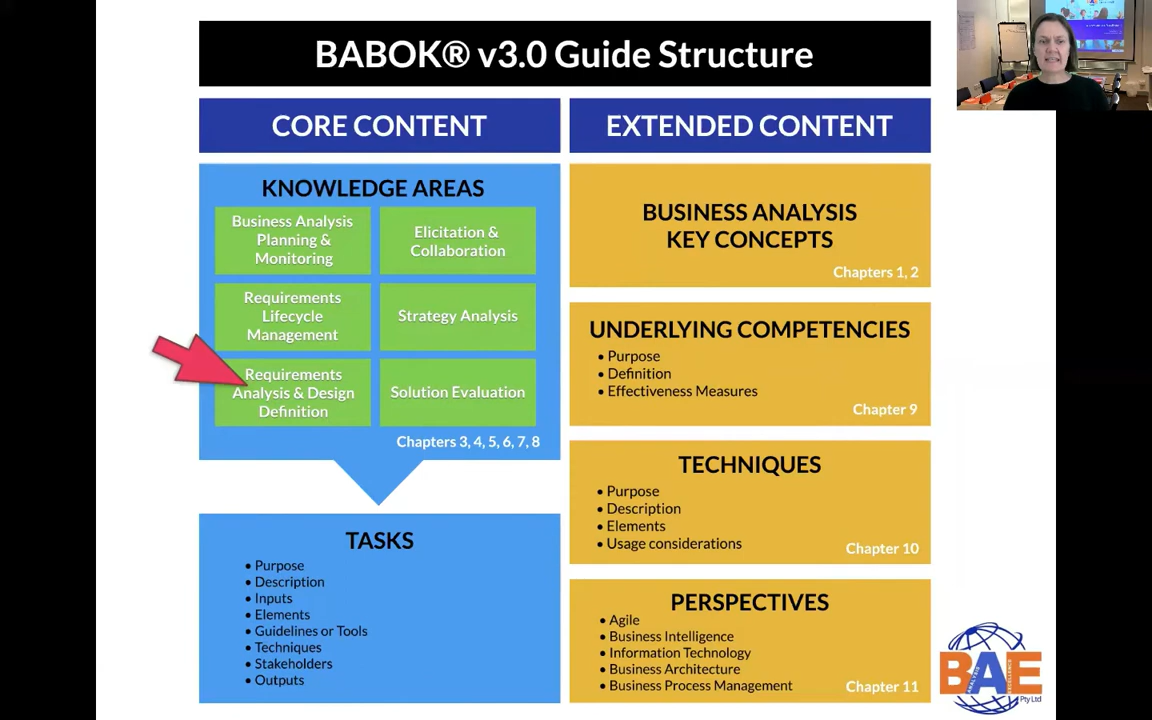 BABOK® v3.0 Guide Structure
CORE CONTENT
KNOWLEDGE AREAS
Business Analysis
Planning &
Monitoring
Elicitation &
Collaboration
Requirements
Lifecycle
Management
Strategy Analysis
Requirements
Analysis & Design
Definition
Solution Evaluation
Chapters 3, 4, 5, 6, 7, 8
TASKS
• Purpose
• Description
• Inputs
• Elements
• Guidelines or Tools
• Techniques
• Stakeholders
• Outputs
EXTENDED CONTENT
BUSINESS ANALYSIS
KEY CONCEPTS
Chapters 1, 2
UNDERLYING COMPETENCIES
• Purpose
• Definition
• Effectiveness Measures
Chapter 9
TECHNIQUES
• Purpose
• Description
• Elements
• Usage considerations
Chapter 10
PERSPECTIVES
• Agile
• Business Intelligence
• Information Technology
• Business Architecture
• Business Process Management
Chapter 11
BAE
Pty Ltd